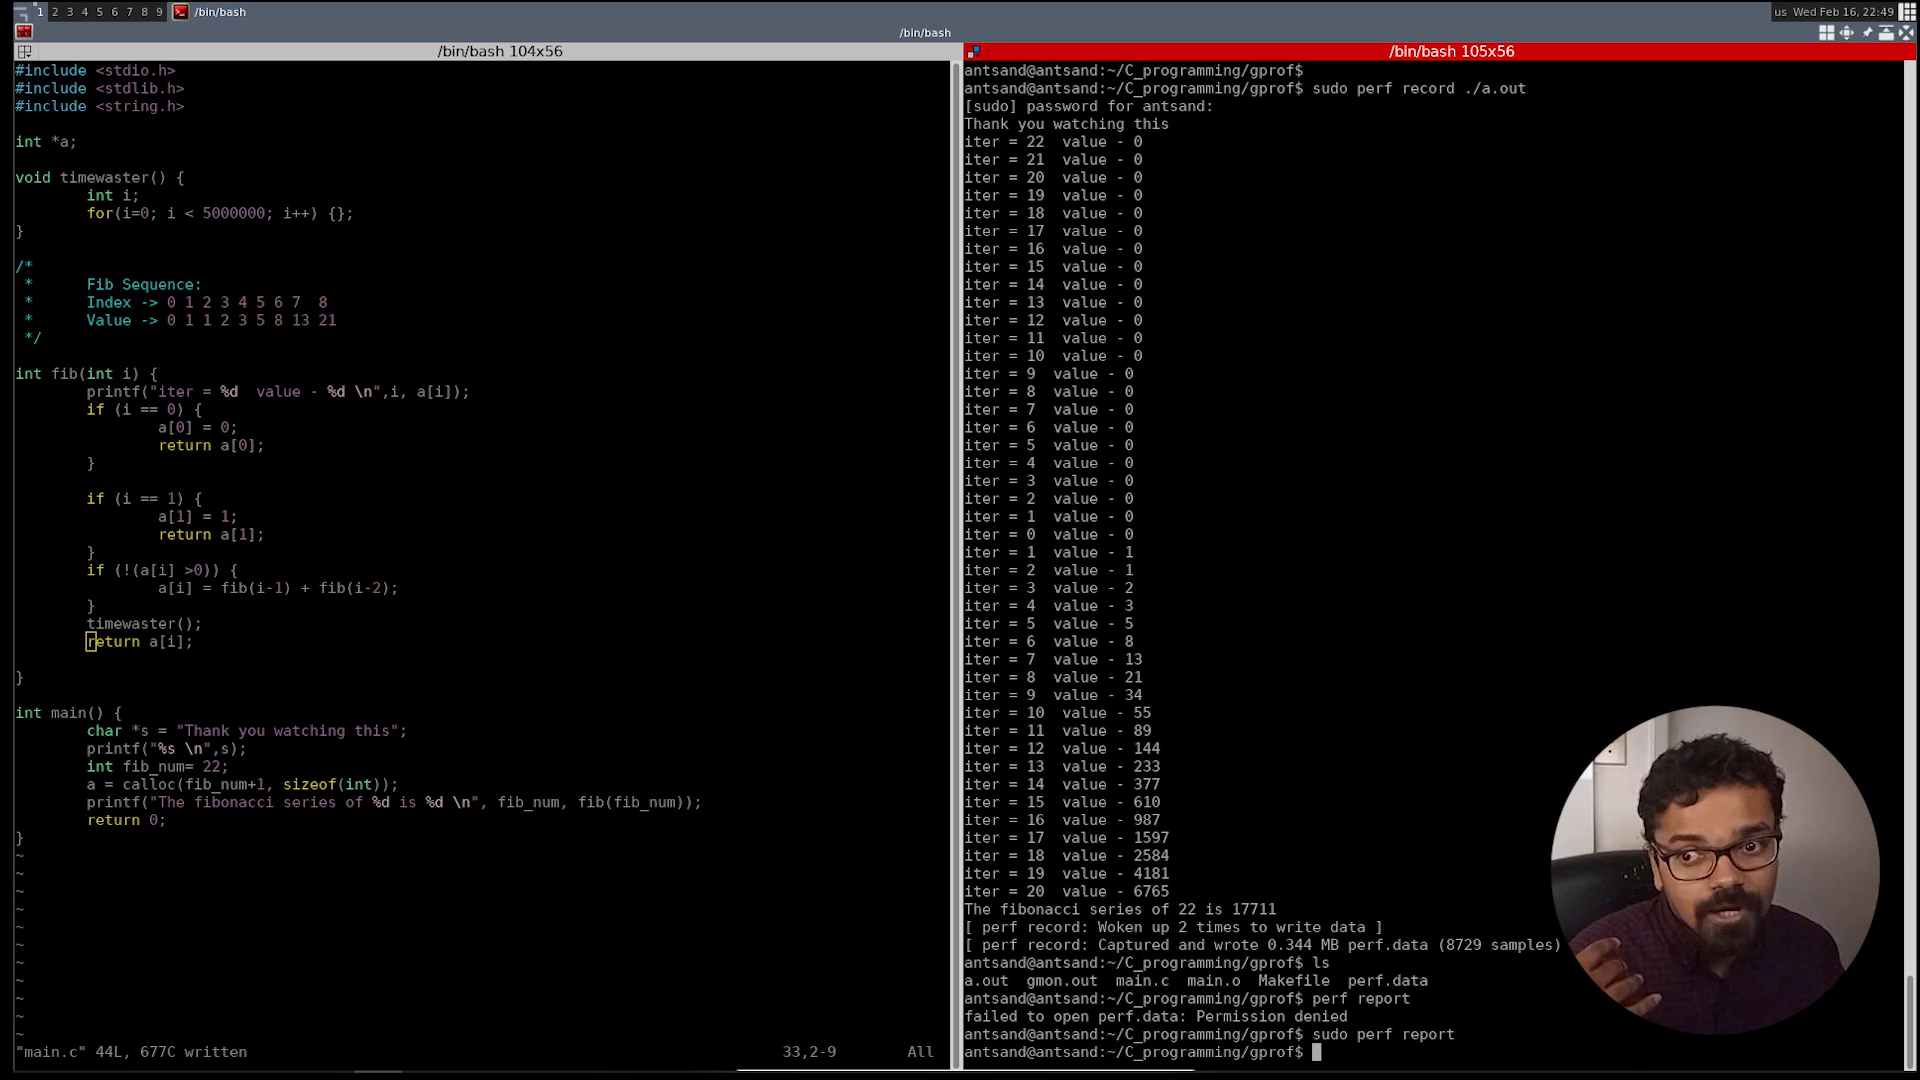 1 2 3 4 5 6 7 8 9 /bin/bash
us Wed Feb 16, 22:49
/bin/bash
/bin/bash 104x56
#include <stdio.h>
#include <stdlib.h>
#include <string.h>
int *a;
void timewaster() {
int i;
for(i=0; i < 5000000; i++) {};
}
/*
* Fib Sequence:
* Index -> 0 1 2 3 4 5 6 7 8
* Value -> 0 1 1 2 3 5 8 13 21
*/
int fib(int i) {
printf("iter = %d value - %d \n",i, a[i]);
if (i == 0) {
a[0] = 0;
return a[0];
}
if (i == 1) {
a[1] = 1;
return a[1];
}
if (!(a[i] >0)) {
a[i] = fib(i-1) + fib(i-2);
}
timewaster();
return a[i];
}
int main() {
char *s = "Thank you watching this";
printf("%s \n",s);
int fib_num= 22;
a = calloc(fib_num+1, sizeof(int));
printf("The fibonacci series of %d is %d \n", fib_num, fib(fib_num));
return 0;
}
~
~
~
~
~
~
~
~
~
~
~
"main.c" 44L, 677C written 33,2-9 All
/bin/bash 105x56
antsand@antsand:~/C_programming/gprof$
antsand@antsand:~/C_programming/gprof$ sudo perf record ./a.out
[sudo] password for antsand:
Thank you watching this
iter = 22 value - 0
iter = 21 value - 0
iter = 20 value - 0
iter = 19 value - 0
iter = 18 value - 0
iter = 17 value - 0
iter = 16 value - 0
iter = 15 value - 0
iter = 14 value - 0
iter = 13 value - 0
iter = 12 value - 0
iter = 11 value - 0
iter = 10 value - 0
iter = 9 value - 0
iter = 8 value - 0
iter = 7 value - 0
iter = 6 value - 0
iter = 5 value - 0
iter = 4 value - 0
iter = 3 value - 0
iter = 2 value - 0
iter = 1 value - 0
iter = 0 value - 0
iter = 1 value - 1
iter = 2 value - 1
iter = 3 value - 2
iter = 4 value - 3
iter = 5 value - 5
iter = 6 value - 8
iter = 7 value - 13
iter = 8 value - 21
iter = 9 value - 34
iter = 10 value - 55
iter = 11 value - 89
iter = 12 value - 144
iter = 13 value - 233
iter = 14 value - 377
iter = 15 value - 610
iter = 16 value - 987
iter = 17 value - 1597
iter = 18 value - 2584
iter = 19 value - 4181
iter = 20 value - 6765
The fibonacci series of 22 is 17711
[ perf record: Woken up 2 times to write data ]
[ perf record: Captured and wrote 0.344 MB perf.data (8729 samples)
antsand@antsand:~/C_programming/gprof$ ls
a.out gmon.out main.c main.o Makefile perf.data
antsand@antsand:~/C_programming/gprof$ perf report
failed to open perf.data: Permission denied
antsand@antsand:~/C_programming/gprof$ sudo perf report
antsand@antsand:~/C_programming/gprof$